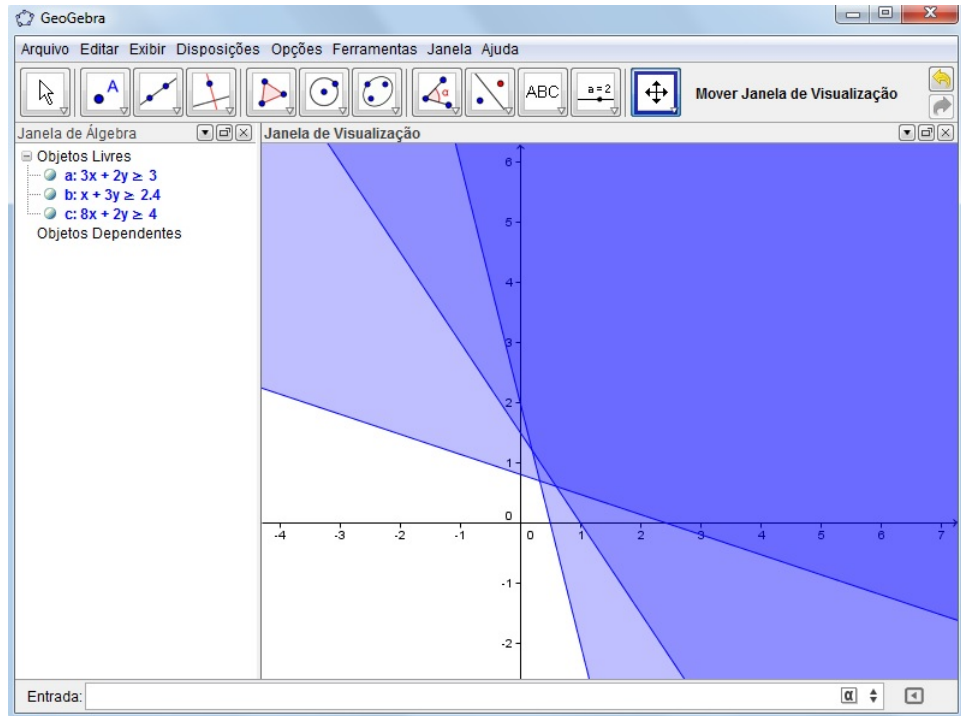 GeoGebra
Arquivo Editar Exibir Disposições Opções Ferramentas Janela Ajuda
A α ABC a=2 Mover Janela de Visualização
Janela de Álgebra
Objetos Livres
a: 3x + 2y ≥ 3
b: x + 3y ≥ 2.4
c: 8x + 2y ≥ 4
Objetos Dependentes
Janela de Visualização
6
5
4
3
2
1
0
-4 -3 -2 -1 0 1 2 3 4 5 6 7
-1
-2
Entrada: α